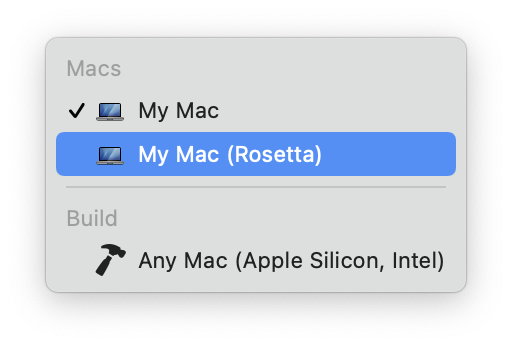 Macs
My Mac
My Mac (Rosetta)
Build
Any Mac (Apple Silicon, Intel)